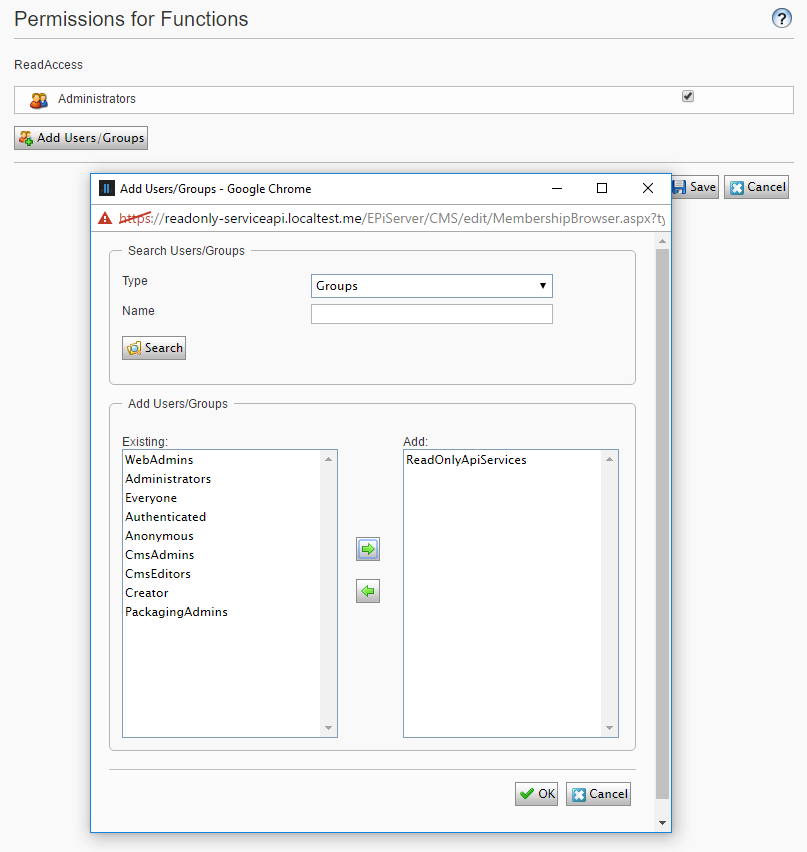 Permissions for Functions
?
ReadAccess
Administrators
Add Users/Groups
Save
Cancel
Add Users/Groups - Google Chrome
https://readonly-serviceapi.localtest.me/EPiServer/CMS/edit/MembershipBrowser.aspx?ty
Search Users/Groups
Type
Groups
Name
Search
Add Users/Groups
Existing:
WebAdmins
Administrators
Everyone
Authenticated
Anonymous
CmsAdmins
CmsEditors
Creator
PackagingAdmins
Add:
ReadOnlyApiServices
OK
Cancel